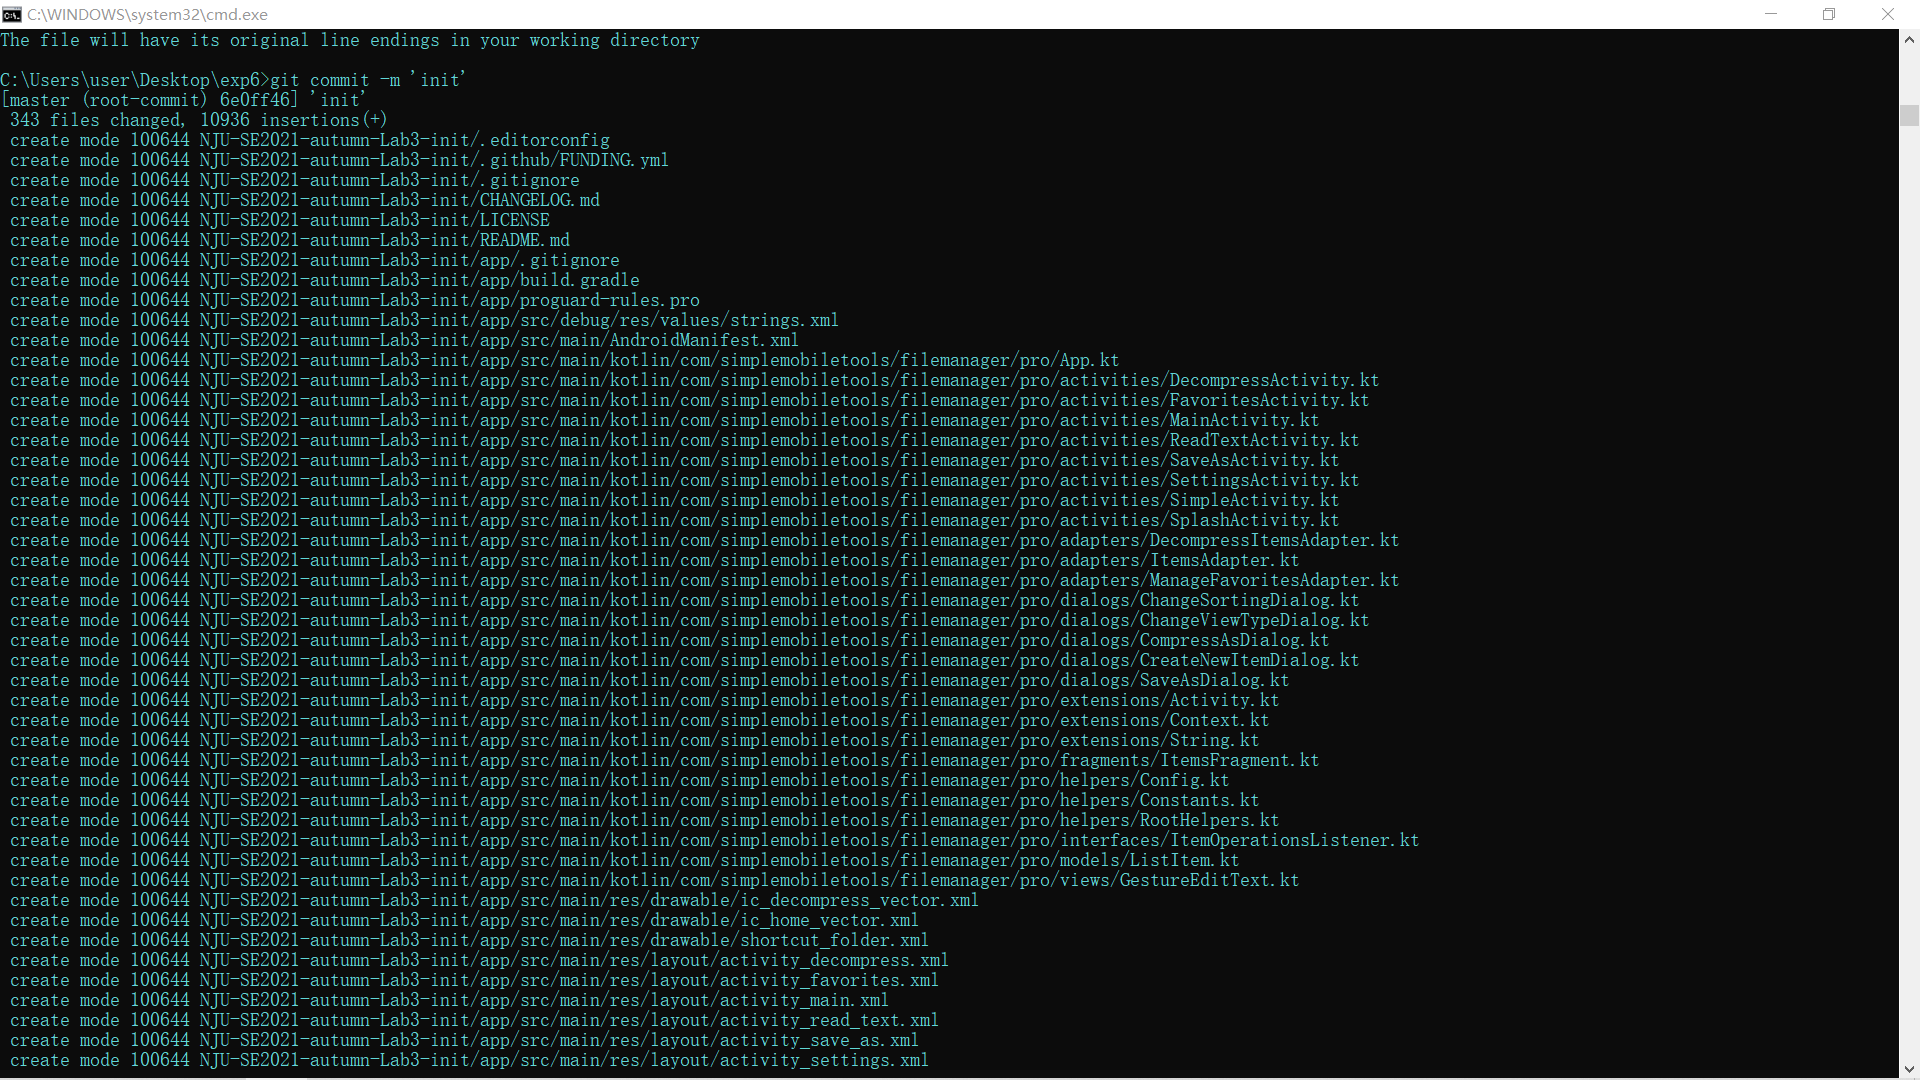 C:\WINDOWS\system32\cmd.exe
The file will have its original line endings in your working directory
C:\Users\user\Desktop\exp6>git commit -m 'init'
[master (root-commit) 6e0ff46] 'init'
 343 files changed, 10936 insertions(+)
 create mode 100644 NJU-SE2021-autumn-Lab3-init/.editorconfig
 create mode 100644 NJU-SE2021-autumn-Lab3-init/.github/FUNDING.yml
 create mode 100644 NJU-SE2021-autumn-Lab3-init/.gitignore
 create mode 100644 NJU-SE2021-autumn-Lab3-init/CHANGELOG.md
 create mode 100644 NJU-SE2021-autumn-Lab3-init/LICENSE
 create mode 100644 NJU-SE2021-autumn-Lab3-init/README.md
 create mode 100644 NJU-SE2021-autumn-Lab3-init/app/.gitignore
 create mode 100644 NJU-SE2021-autumn-Lab3-init/app/build.gradle
 create mode 100644 NJU-SE2021-autumn-Lab3-init/app/proguard-rules.pro
 create mode 100644 NJU-SE2021-autumn-Lab3-init/app/src/debug/res/values/strings.xml
 create mode 100644 NJU-SE2021-autumn-Lab3-init/app/src/main/AndroidManifest.xml
 create mode 100644 NJU-SE2021-autumn-Lab3-init/app/src/main/kotlin/com/simplemobiletools/filemanager/pro/App.kt
 create mode 100644 NJU-SE2021-autumn-Lab3-init/app/src/main/kotlin/com/simplemobiletools/filemanager/pro/activities/DecompressActivity.kt
 create mode 100644 NJU-SE2021-autumn-Lab3-init/app/src/main/kotlin/com/simplemobiletools/filemanager/pro/activities/FavoritesActivity.kt
 create mode 100644 NJU-SE2021-autumn-Lab3-init/app/src/main/kotlin/com/simplemobiletools/filemanager/pro/activities/MainActivity.kt
 create mode 100644 NJU-SE2021-autumn-Lab3-init/app/src/main/kotlin/com/simplemobiletools/filemanager/pro/activities/ReadTextActivity.kt
 create mode 100644 NJU-SE2021-autumn-Lab3-init/app/src/main/kotlin/com/simplemobiletools/filemanager/pro/activities/SaveAsActivity.kt
 create mode 100644 NJU-SE2021-autumn-Lab3-init/app/src/main/kotlin/com/simplemobiletools/filemanager/pro/activities/SettingsActivity.kt
 create mode 100644 NJU-SE2021-autumn-Lab3-init/app/src/main/kotlin/com/simplemobiletools/filemanager/pro/activities/SimpleActivity.kt
 create mode 100644 NJU-SE2021-autumn-Lab3-init/app/src/main/kotlin/com/simplemobiletools/filemanager/pro/activities/SplashActivity.kt
 create mode 100644 NJU-SE2021-autumn-Lab3-init/app/src/main/kotlin/com/simplemobiletools/filemanager/pro/adapters/DecompressItemsAdapter.kt
 create mode 100644 NJU-SE2021-autumn-Lab3-init/app/src/main/kotlin/com/simplemobiletools/filemanager/pro/adapters/ItemsAdapter.kt
 create mode 100644 NJU-SE2021-autumn-Lab3-init/app/src/main/kotlin/com/simplemobiletools/filemanager/pro/adapters/ManageFavoritesAdapter.kt
 create mode 100644 NJU-SE2021-autumn-Lab3-init/app/src/main/kotlin/com/simplemobiletools/filemanager/pro/dialogs/ChangeSortingDialog.kt
 create mode 100644 NJU-SE2021-autumn-Lab3-init/app/src/main/kotlin/com/simplemobiletools/filemanager/pro/dialogs/ChangeViewTypeDialog.kt
 create mode 100644 NJU-SE2021-autumn-Lab3-init/app/src/main/kotlin/com/simplemobiletools/filemanager/pro/dialogs/CompressAsDialog.kt
 create mode 100644 NJU-SE2021-autumn-Lab3-init/app/src/main/kotlin/com/simplemobiletools/filemanager/pro/dialogs/CreateNewItemDialog.kt
 create mode 100644 NJU-SE2021-autumn-Lab3-init/app/src/main/kotlin/com/simplemobiletools/filemanager/pro/dialogs/SaveAsDialog.kt
 create mode 100644 NJU-SE2021-autumn-Lab3-init/app/src/main/kotlin/com/simplemobiletools/filemanager/pro/extensions/Activity.kt
 create mode 100644 NJU-SE2021-autumn-Lab3-init/app/src/main/kotlin/com/simplemobiletools/filemanager/pro/extensions/Context.kt
 create mode 100644 NJU-SE2021-autumn-Lab3-init/app/src/main/kotlin/com/simplemobiletools/filemanager/pro/extensions/String.kt
 create mode 100644 NJU-SE2021-autumn-Lab3-init/app/src/main/kotlin/com/simplemobiletools/filemanager/pro/fragments/ItemsFragment.kt
 create mode 100644 NJU-SE2021-autumn-Lab3-init/app/src/main/kotlin/com/simplemobiletools/filemanager/pro/helpers/Config.kt
 create mode 100644 NJU-SE2021-autumn-Lab3-init/app/src/main/kotlin/com/simplemobiletools/filemanager/pro/helpers/Constants.kt
 create mode 100644 NJU-SE2021-autumn-Lab3-init/app/src/main/kotlin/com/simplemobiletools/filemanager/pro/helpers/RootHelpers.kt
 create mode 100644 NJU-SE2021-autumn-Lab3-init/app/src/main/kotlin/com/simplemobiletools/filemanager/pro/interfaces/ItemOperationsListener.kt
 create mode 100644 NJU-SE2021-autumn-Lab3-init/app/src/main/kotlin/com/simplemobiletools/filemanager/pro/models/ListItem.kt
 create mode 100644 NJU-SE2021-autumn-Lab3-init/app/src/main/kotlin/com/simplemobiletools/filemanager/pro/views/GestureEditText.kt
 create mode 100644 NJU-SE2021-autumn-Lab3-init/app/src/main/res/drawable/ic_decompress_vector.xml
 create mode 100644 NJU-SE2021-autumn-Lab3-init/app/src/main/res/drawable/ic_home_vector.xml
 create mode 100644 NJU-SE2021-autumn-Lab3-init/app/src/main/res/drawable/shortcut_folder.xml
 create mode 100644 NJU-SE2021-autumn-Lab3-init/app/src/main/res/layout/activity_decompress.xml
 create mode 100644 NJU-SE2021-autumn-Lab3-init/app/src/main/res/layout/activity_favorites.xml
 create mode 100644 NJU-SE2021-autumn-Lab3-init/app/src/main/res/layout/activity_main.xml
 create mode 100644 NJU-SE2021-autumn-Lab3-init/app/src/main/res/layout/activity_read_text.xml
 create mode 100644 NJU-SE2021-autumn-Lab3-init/app/src/main/res/layout/activity_save_as.xml
 create mode 100644 NJU-SE2021-autumn-Lab3-init/app/src/main/res/layout/activity_settings.xml